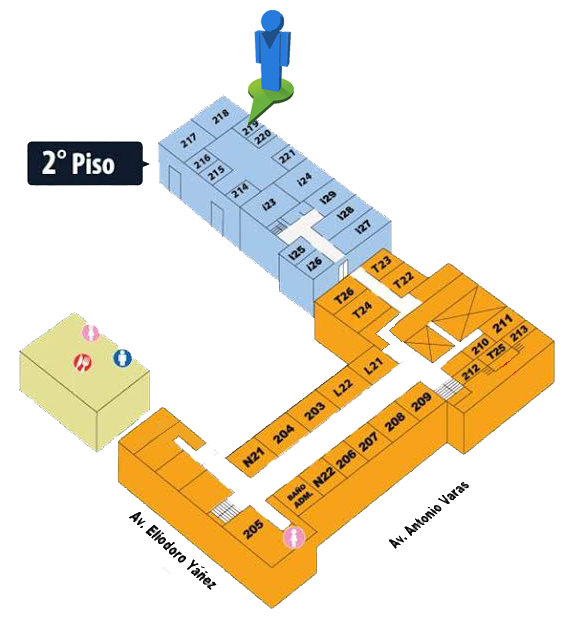 218
219
217
220
2° Piso
216
221
215
214
I24
I23
I29
I28
I27
I25
I26
T23
T22
T26
T24
211
213
210
T25
212
L21
L22
209
203
208
204
207
N21
206
N22
BAÑO
ADM.
205
Av. Antonio Varas
Av. Eliodoro Yáñez